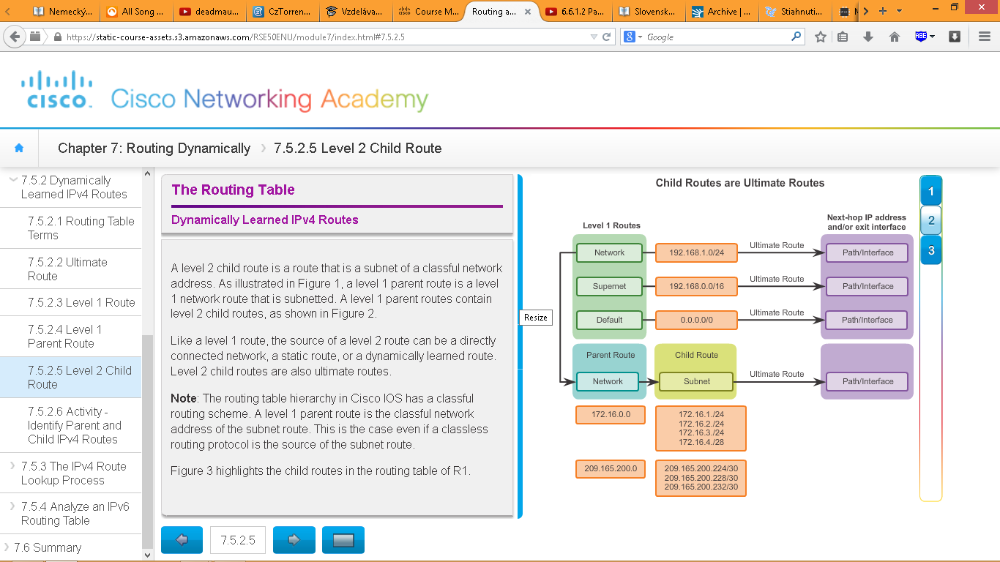 Nemecký...
All Song ...
deadmau...
CzTorren...
Vzdeláva...
Course M...
Routing a...
6.6.1.2 Pa...
Slovensk...
Archive | ...
Stiahnuti...
https://static-course-assets.s3.amazonaws.com/RSE50ENU/module7/index.html#7.5.2.5
Google
ABE
CISCO
Cisco Networking Academy
Chapter 7: Routing Dynamically
7.5.2.5 Level 2 Child Route
7.5.2 Dynamically
Learned IPv4 Routes
7.5.2.1 Routing Table
Terms
7.5.2.2 Ultimate
Route
7.5.2.3 Level 1 Route
7.5.2.4 Level 1
Parent Route
7.5.2.5 Level 2 Child
Route
7.5.2.6 Activity -
Identify Parent and
Child IPv4 Routes
7.5.3 The IPv4 Route
Lookup Process
7.5.4 Analyze an IPv6
Routing Table
7.6 Summary
The Routing Table
Dynamically Learned IPv4 Routes
A level 2 child route is a route that is a subnet of a classful network
address. As illustrated in Figure 1, a level 1 parent route is a level
1 network route that is subnetted. A level 1 parent routes contain
level 2 child routes, as shown in Figure 2.
Like a level 1 route, the source of a level 2 route can be a directly
connected network, a static route, or a dynamically learned route.
Level 2 child routes are also ultimate routes.
Note: The routing table hierarchy in Cisco IOS has a classful
routing scheme. A level 1 parent route is the classful network
address of the subnet route. This is the case even if a classless
routing protocol is the source of the subnet route.
Figure 3 highlights the child routes in the routing table of R1.
7.5.2.5
Resize
Child Routes are Ultimate Routes
Level 1 Routes
Next-hop IP address
and/or exit interface
Network
192.168.1.0/24
Ultimate Route
Path/Interface
Supernet
192.168.0.0/16
Ultimate Route
Path/Interface
Default
0.0.0.0/0
Ultimate Route
Path/Interface
Parent Route
Child Route
Network
Subnet
Ultimate Route
Path/Interface
172.16.0.0
172.16.1./24
172.16.2./24
172.16.3./24
172.16.4./28
209.165.200.0
209.165.200.224/30
209.165.200.228/30
209.165.200.232/30
1
2
3